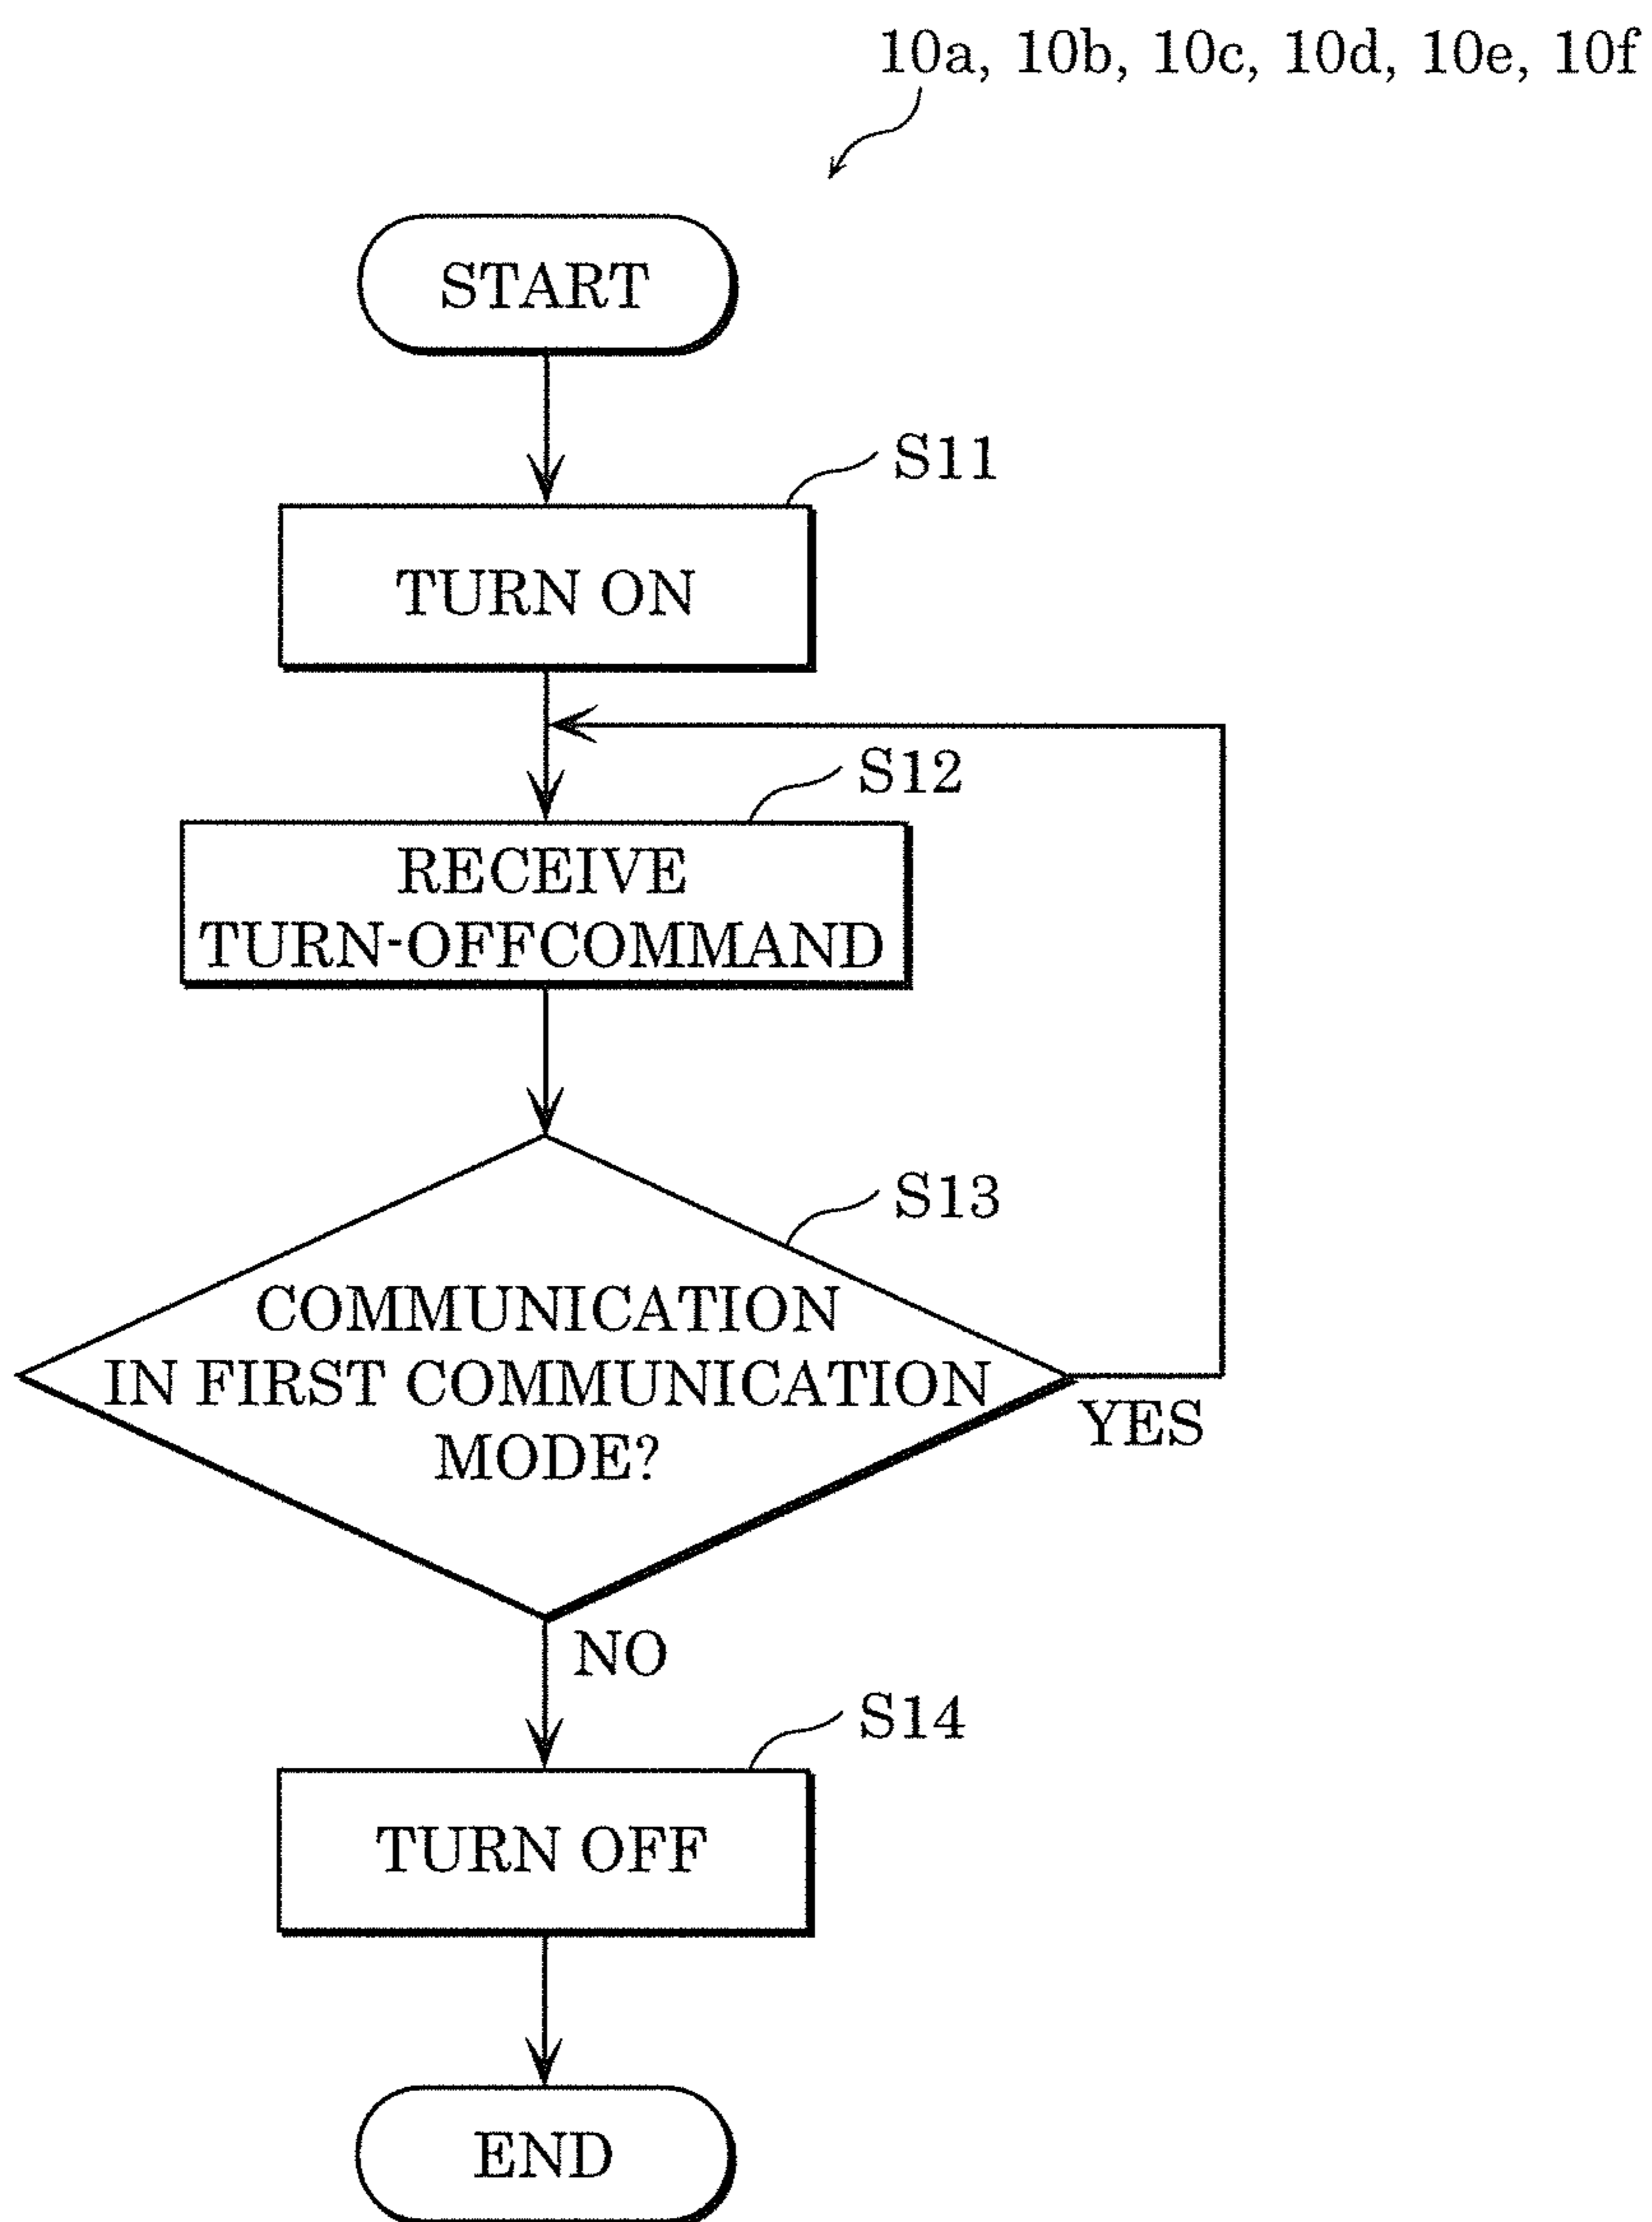 10a, 10b, 10c, 10d, 10e, 10f
START
S11
TURN ON
S12
RECEIVE
TURN-OFFCOMMAND
S13
COMMUNICATION
IN FIRST COMMUNICATION
MODE?
YES
NO
S14
TURN OFF
END